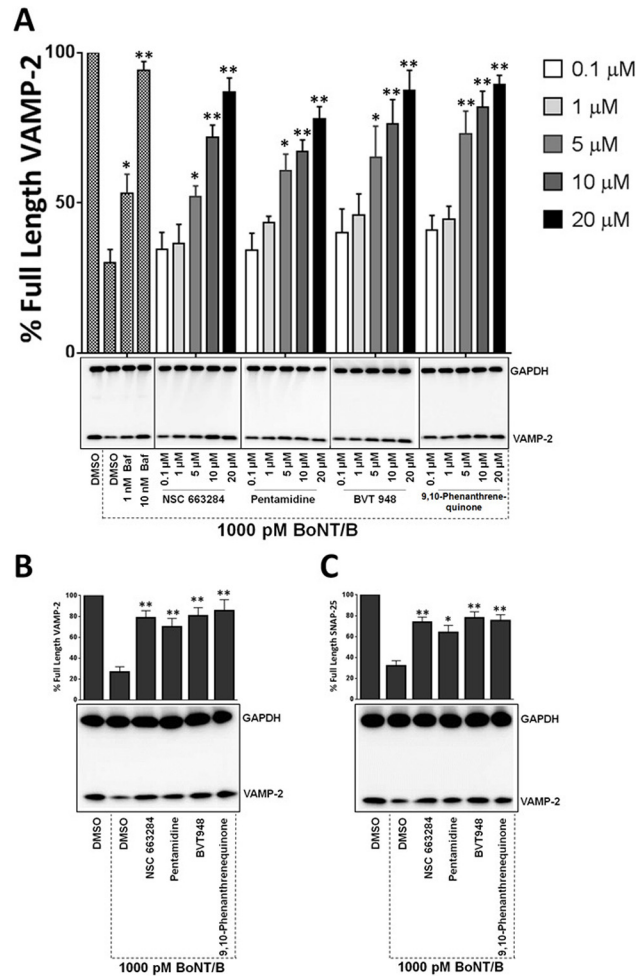 A
% Full Length VAMP-2
100
50
0
** 
*
* ** **
* ** **
* ** **
** ** **
0.1 µM
1 µM
5 µM
10 µM
20 µM
GAPDH
VAMP-2
DMSO
DMSO
1 nM Baf
10 nM Baf
0.1 µM
1 µM
5 µM
10 µM
20 µM
0.1 µM
1 µM
5 µM
10 µM
20 µM
0.1 µM
1 µM
5 µM
10 µM
20 µM
0.1 µM
1 µM
5 µM
10 µM
20 µM
NSC 663284
Pentamidine
BVT 948
9,10-Phenanthrene-
quinone
1000 pM BoNT/B
B
% Full Length VAMP-2
100
80
60
40
20
0
** ** ** **
GAPDH
VAMP-2
DMSO
DMSO
NSC 663284
Pentamidine
BVT948
9,10-Phenanthrenequinone
1000 pM BoNT/B
C
% Full Length SNAP-25
100
80
60
40
20
0
** * ** **
GAPDH
VAMP-2
DMSO
DMSO
NSC 663284
Pentamidine
BVT948
9,10-Phenanthrenequinone
1000 pM BoNT/B